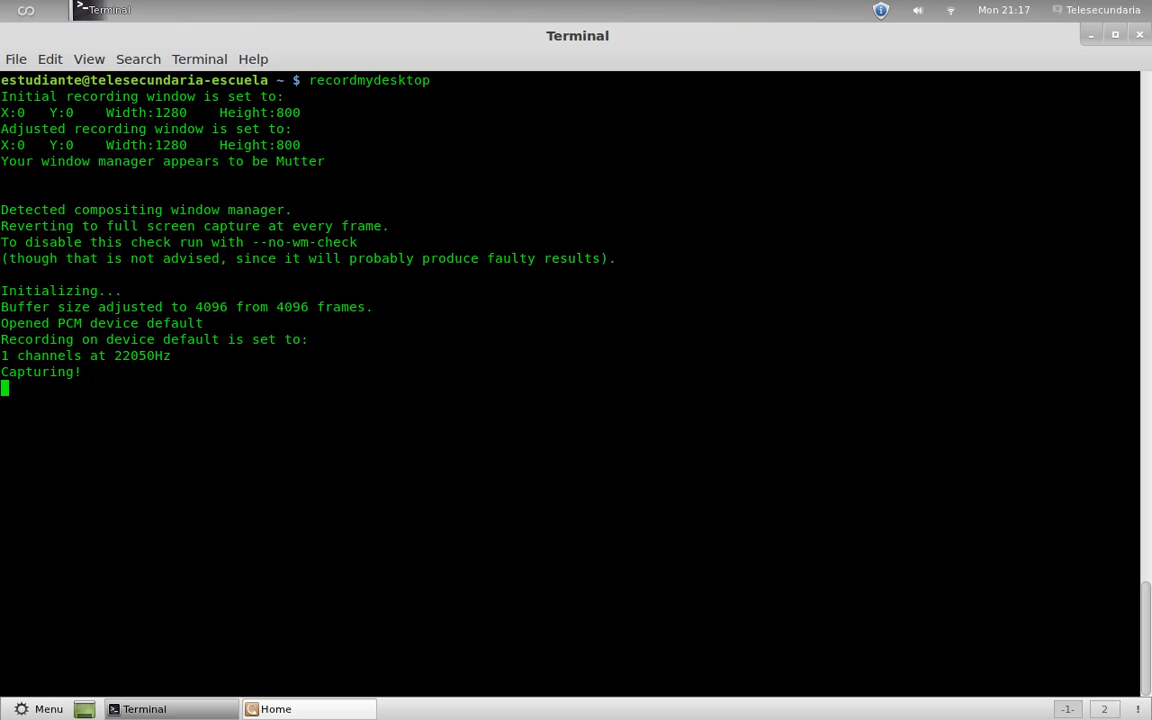 Terminal
Mon 21:17
Telesecundaria
Terminal
File Edit View Search Terminal Help
estudiante@telesecundaria-escuela ~ $ recordmydesktop
Initial recording window is set to:
X:0 Y:0 Width:1280 Height:800
Adjusted recording window is set to:
X:0 Y:0 Width:1280 Height:800
Your window manager appears to be Mutter
Detected compositing window manager.
Reverting to full screen capture at every frame.
To disable this check run with --no-wm-check
(though that is not advised, since it will probably produce faulty results).
Initializing...
Buffer size adjusted to 4096 from 4096 frames.
Opened PCM device default
Recording on device default is set to:
1 channels at 22050Hz
Capturing!
Menu Terminal Home -1- 2 !